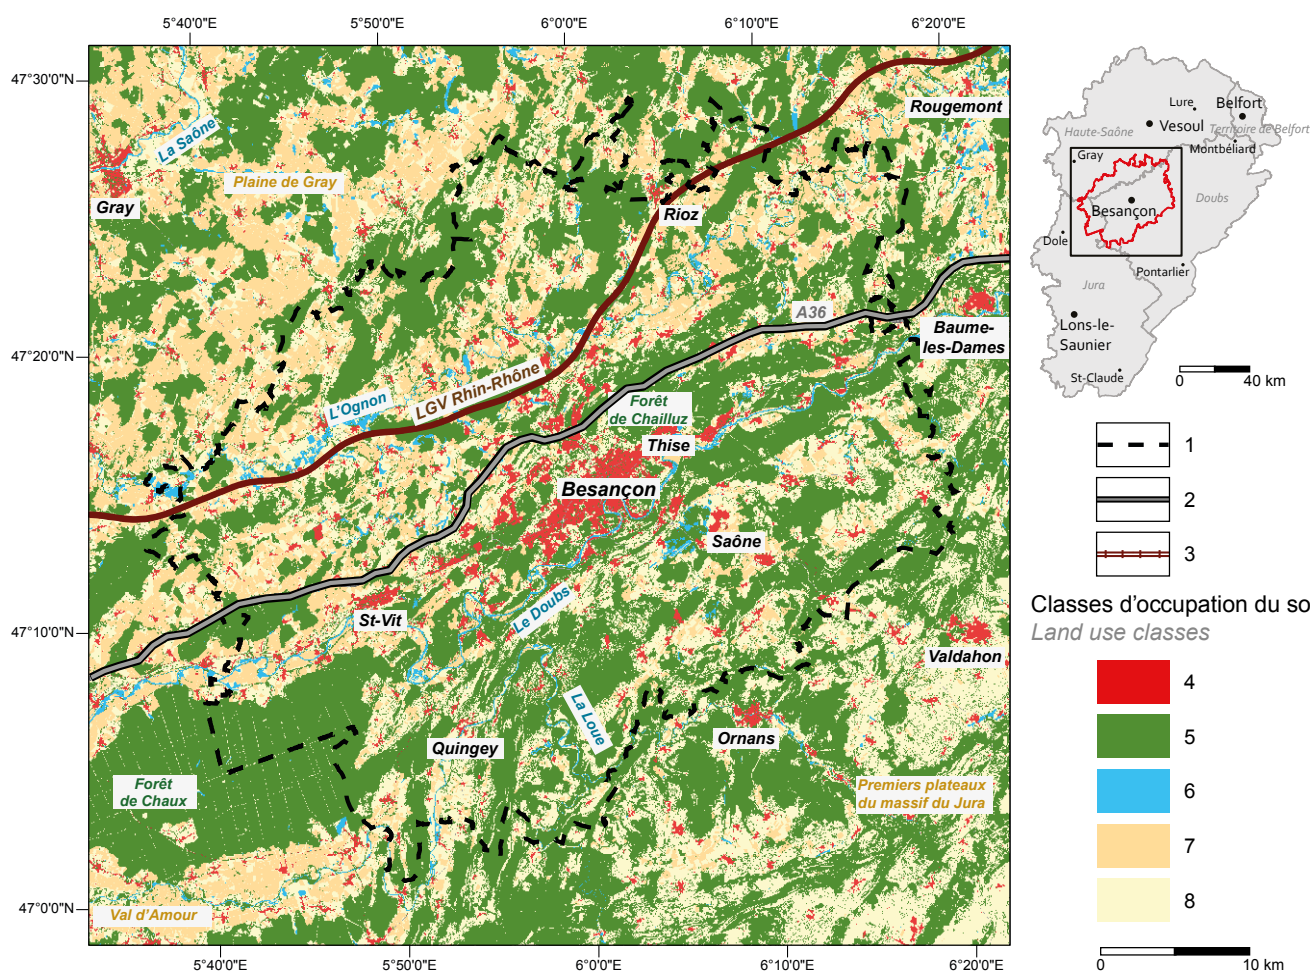 5°40'0"E
5°50'0"E
6°00'0"E
6°10'0"E
6°20'0"E
47°30'0"N
47°20'0"N
47°10'0"N
47°0'0"N
Rougemont
La Saône
Plaine de Gray
Gray
Rioz
A36
Baume-
les-Dames
L'Ognon
LGV Rhin-Rhône
Forêt
de Chailluz
Thise
Besançon
Saône
St-Vit
Le Doubs
Valdahon
La Loue
Quingey
Ornans
Forêt
de Chaux
Premiers plateaux
du massif du Jura
Val d'Amour
5°40'0"E
5°50'0"E
6°00'0"E
6°10'0"E
6°20'0"E
Lure
Belfort
Haute-Saône
Vesoul
Territoire de Belfort
Montbéliard
Gray
Besançon
Doubs
Dole
Pontarlier
Jura
Lons-le-
Saunier
St-Claude
0 40 km
1
2
3
Classes d'occupation du so
Land use classes
4
5
6
7
8
0 10 km